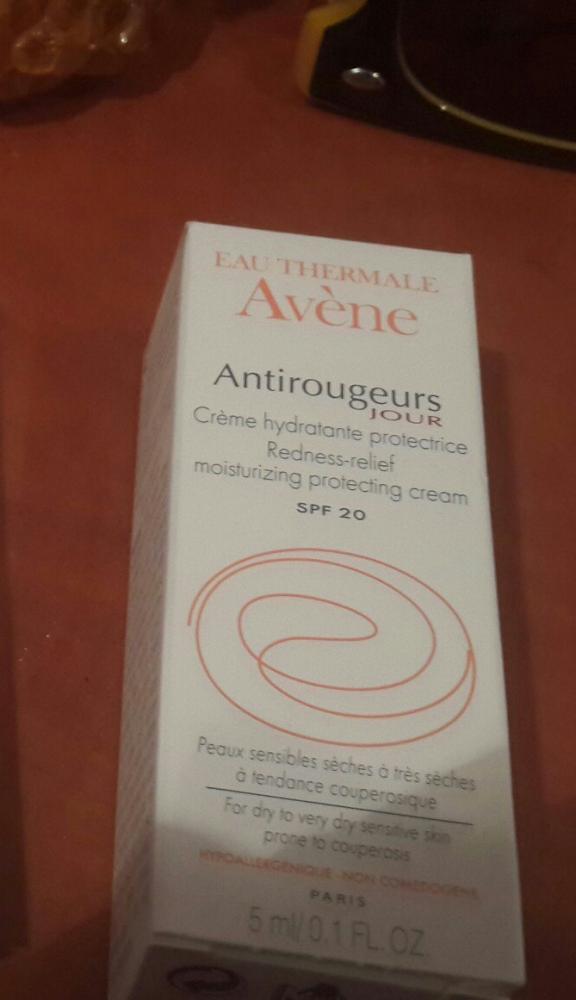 EAU THERMALE
Avène
Antirougeurs
JOUR
Crème hydratante protectrice
Redness-relief
moisturizing protecting cream
SPF 20
Peaux sensibles sèches à très sèches
à tendance couperosique
For dry to very dry sensitive skin
prone to couperosis
HYPOALLERGÉNIQUE - NON COMÉDOGÈNE
PARIS
5 ml/0.1 FL. OZ.